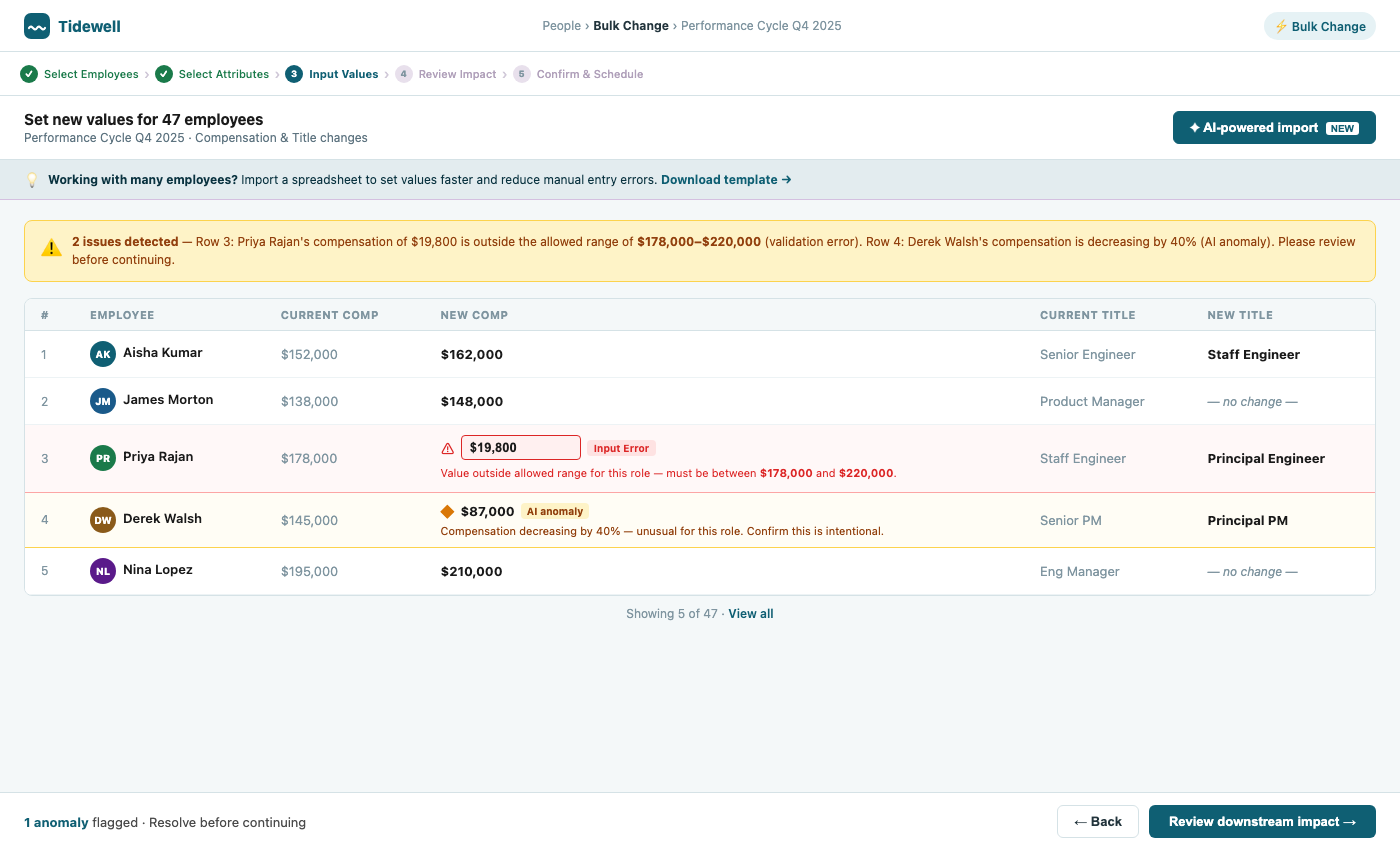 Tidewell
People › Bulk Change › Performance Cycle Q4 2025
⚡ Bulk Change
Select Employees › Select Attributes › 3 Input Values › 4 Review Impact › 5 Confirm & Schedule
Set new values for 47 employees
Performance Cycle Q4 2025 · Compensation & Title changes
✦ AI-powered import NEW
Working with many employees? Import a spreadsheet to set values faster and reduce manual entry errors. Download template →
2 issues detected — Row 3: Priya Rajan's compensation of $19,800 is outside the allowed range of $178,000–$220,000 (validation error). Row 4: Derek Walsh's compensation is decreasing by 40% (AI anomaly). Please review
before continuing.
# EMPLOYEE CURRENT COMP NEW COMP CURRENT TITLE NEW TITLE
1 AK Aisha Kumar $152,000 $162,000 Senior Engineer Staff Engineer
2 JM James Morton $138,000 $148,000 Product Manager — no change —
3 PR Priya Rajan $178,000 $19,800 Input Error Staff Engineer Principal Engineer
Value outside allowed range for this role — must be between $178,000 and $220,000.
4 DW Derek Walsh $145,000 $87,000 AI anomaly Senior PM Principal PM
Compensation decreasing by 40% — unusual for this role. Confirm this is intentional.
5 NL Nina Lopez $195,000 $210,000 Eng Manager — no change —
Showing 5 of 47 · View all
1 anomaly flagged · Resolve before continuing
← Back
Review downstream impact →